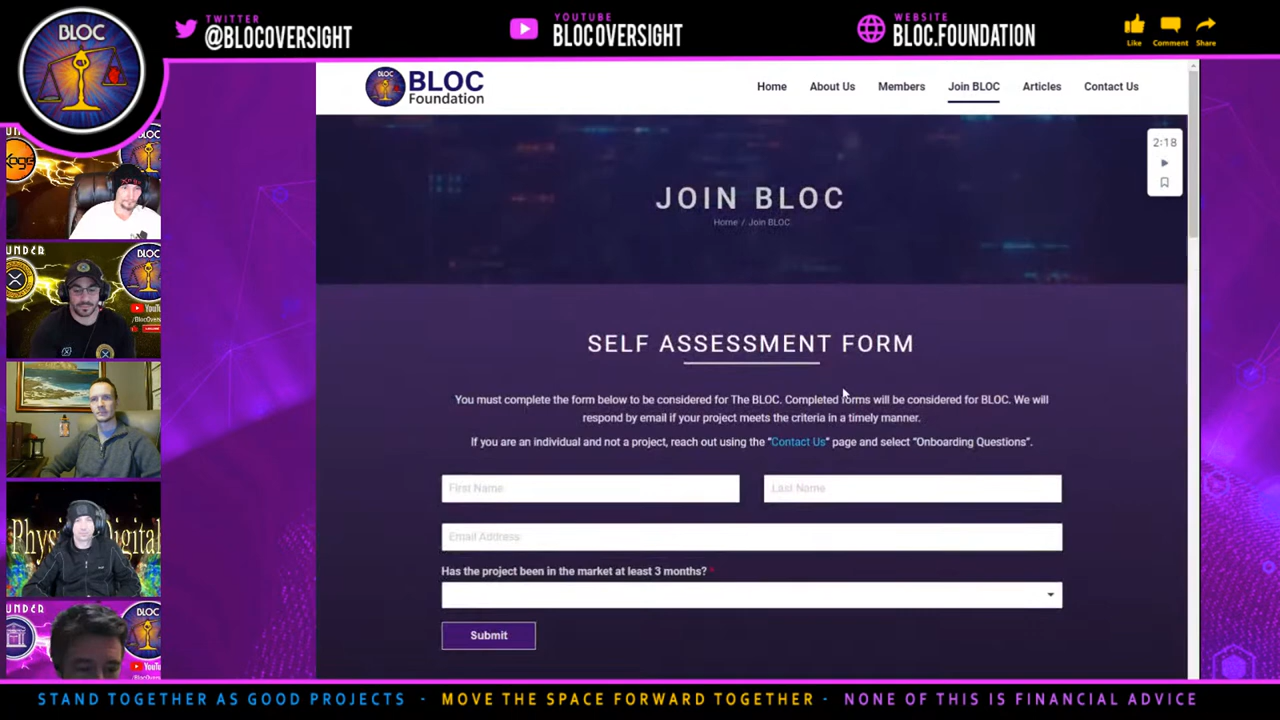 BLOC
TWITTER
@BLOCOVERSIGHT
YOUTUBE
BLOCOVERSIGHT
WEBSITE
BLOC.FOUNDATION
Like
Comment
Share
BLOC
Foundation
Home
About Us
Members
Join BLOC
Articles
Contact Us
2:18
JOIN BLOC
Home / Join BLOC
SELF ASSESSMENT FORM
You must complete the form below to be considered for The BLOC. Completed forms will be considered for BLOC. We will
respond by email if your project meets the criteria in a timely manner.
If you are an individual and not a project, reach out using the "Contact Us" page and select "Onboarding Questions".
First Name
Last Name
Email Address
Has the project been in the market at least 3 months? *
Submit
BLOC
BLOC
STAND TOGETHER AS GOOD PROJECTS - MOVE THE SPACE FORWARD TOGETHER - NONE OF THIS IS FINANCIAL ADVICE